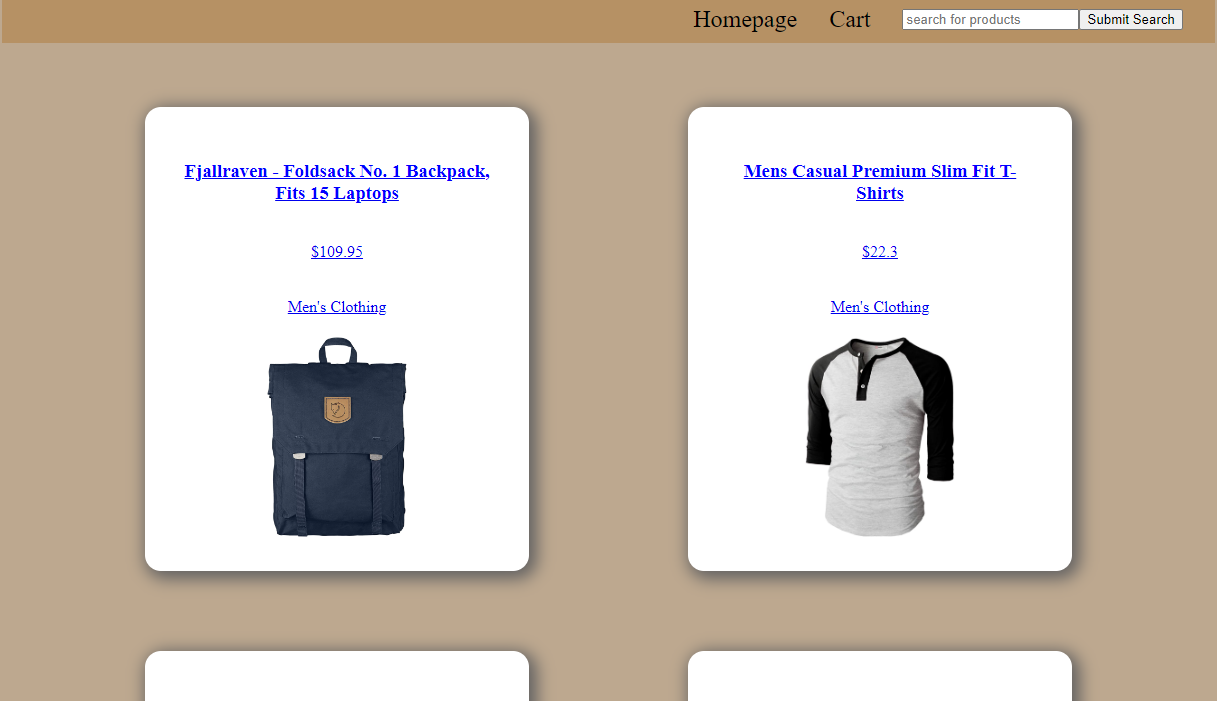 Homepage
Cart
search for products
Submit Search
Fjallraven - Foldsack No. 1 Backpack,
Fits 15 Laptops
$109.95
Men's Clothing
Mens Casual Premium Slim Fit T-
Shirts
$22.3
Men's Clothing